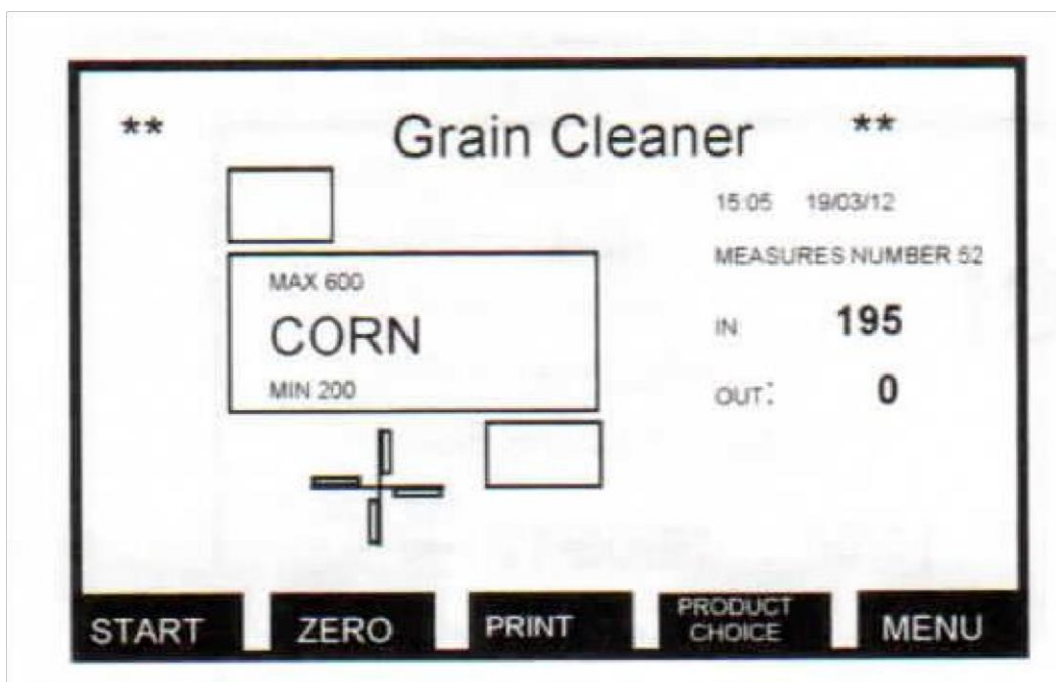 ** Grain Cleaner **
15:05 19/03/12
MEASURES NUMBER 52
MAX 600
CORN
MIN 200
IN 195
OUT: 0
START ZERO PRINT PRODUCT CHOICE MENU